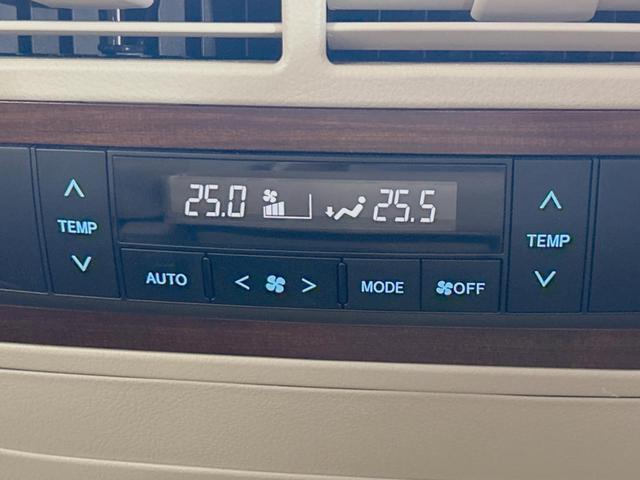 25.0 25.5
TEMP
TEMP
AUTO < > MODE OFF